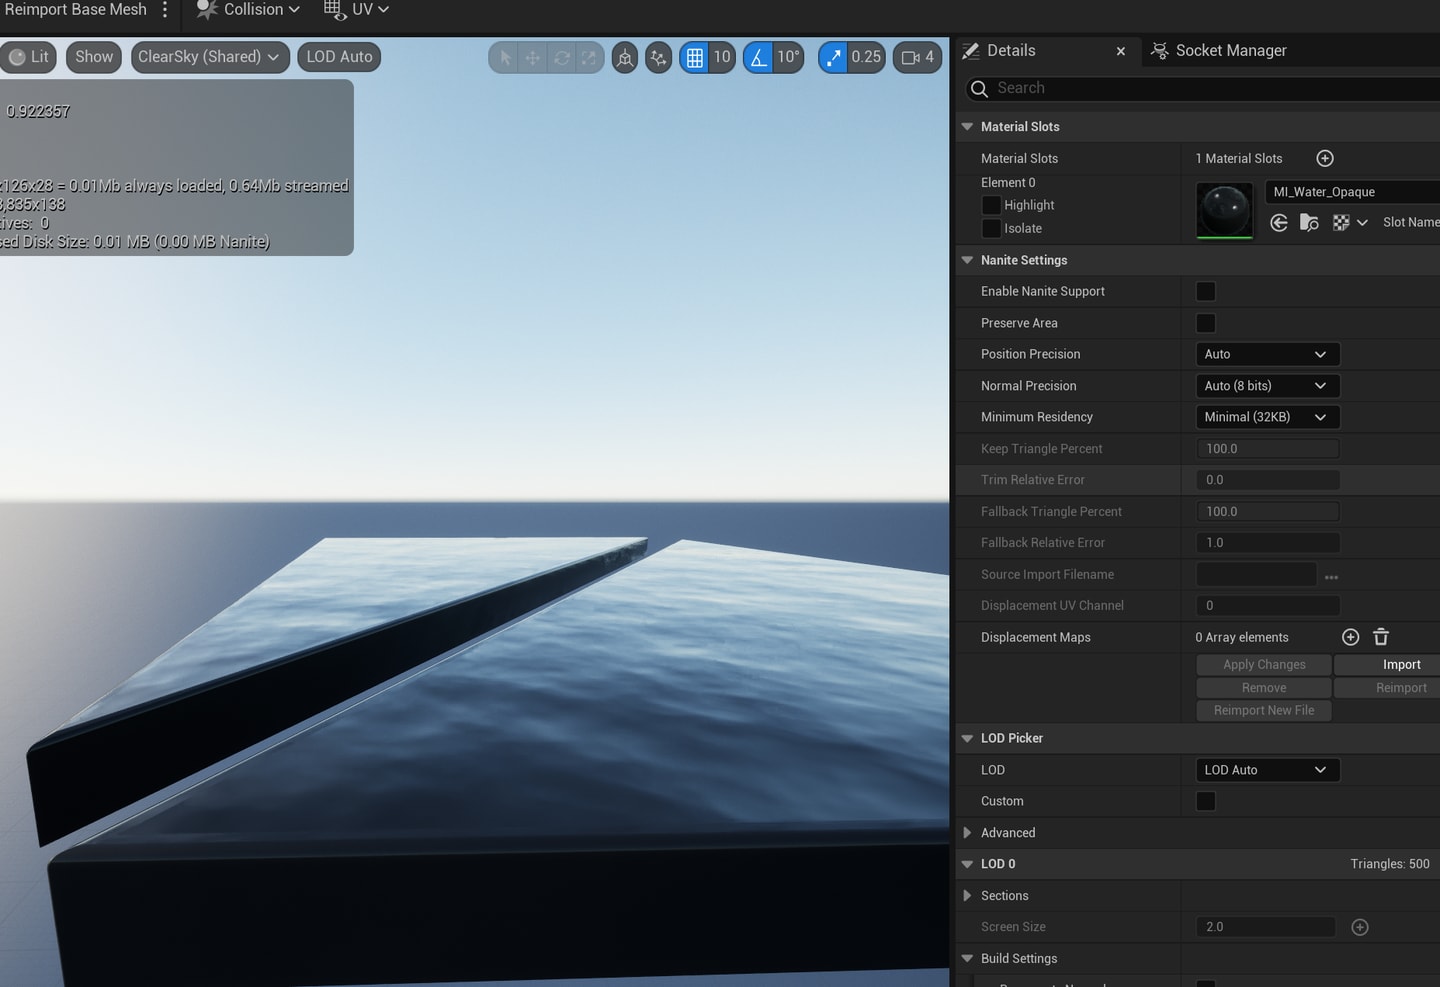 Reimport Base Mesh
Collision
UV
Lit
Show
ClearSky (Shared)
LOD Auto
10
10°
0.25
4
0.922357
126x28 = 0.01Mb always loaded, 0.64Mb streamed
,835x138
ives: 0
sed Disk Size: 0.01 MB (0.00 MB Nanite)
Details
Socket Manager
Search
Material Slots
Material Slots
1 Material Slots
Element 0
Highlight
Isolate
MI_Water_Opaque
Slot Name
Nanite Settings
Enable Nanite Support
Preserve Area
Position Precision
Auto
Normal Precision
Auto (8 bits)
Minimum Residency
Minimal (32KB)
Keep Triangle Percent
100.0
Trim Relative Error
0.0
Fallback Triangle Percent
100.0
Fallback Relative Error
1.0
Source Import Filename
Displacement UV Channel
0
Displacement Maps
0 Array elements
Apply Changes
Import
Remove
Reimport
Reimport New File
LOD Picker
LOD
LOD Auto
Custom
Advanced
LOD 0
Triangles: 500
Sections
Screen Size
2.0
Build Settings